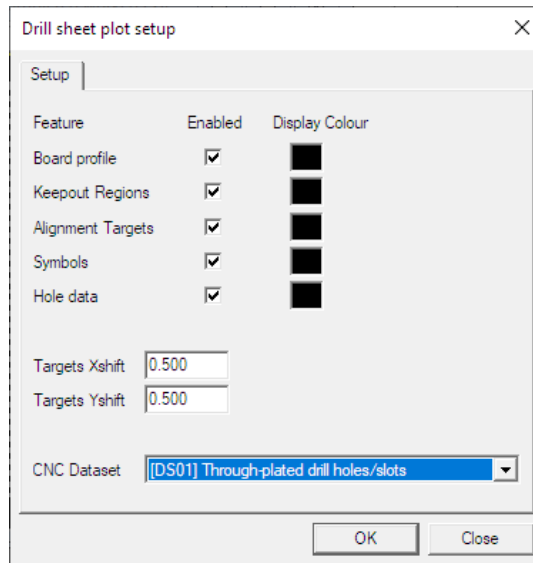 Drill sheet plot setup
Setup
Feature Enabled Display Colour
Board profile
Keepout Regions
Alignment Targets
Symbols
Hole data
Targets Xshift 0.500
Targets Yshift 0.500
CNC Dataset [DS01] Through-plated drill holes/slots
OK Close